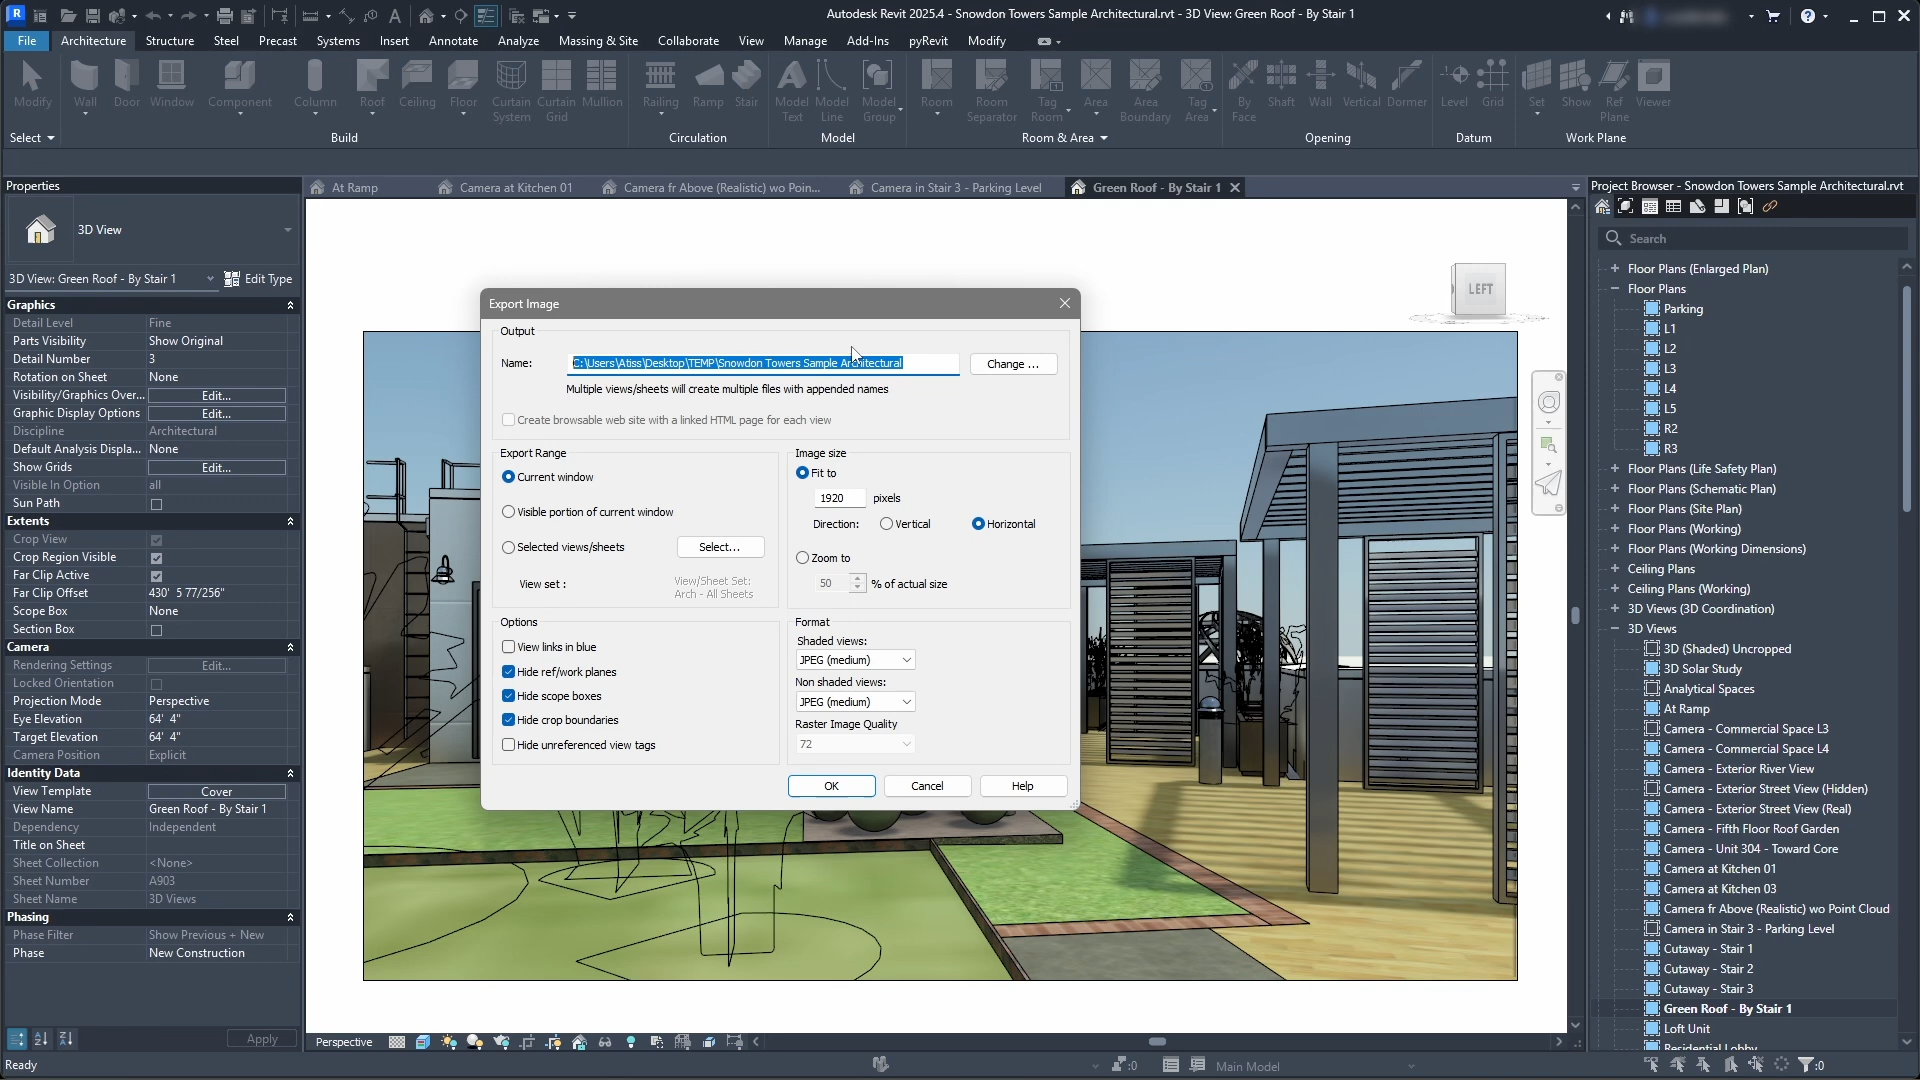 Autodesk Revit 2025.4 - Snowdon Towers Sample Architectural.rvt - 3D View: Green Roof - By Stair 1
File Architecture Structure Steel Precast Systems Insert Annotate Analyze Massing & Site Collaborate View Manage Add-Ins pyRevit Modify
Modify Wall Door Window Component Column Roof Ceiling Floor Curtain System Curtain Grid Mullion Railing Ramp Stair Model Text Model Line Model Group Room Room Separator Tag Room Area Area Boundary Tag Area By Face Shaft Wall Vertical Dormer Level Grid Set Show Ref Plane Viewer
Select Build Circulation Model Room & Area Opening Datum Work Plane
Properties
3D View
3D View: Green Roof - By Stair 1 Edit Type
Graphics
Detail Level Fine
Parts Visibility Show Original
Detail Number 3
Rotation on Sheet None
Visibility/Graphics Over... Edit...
Graphic Display Options Edit...
Discipline Architectural
Default Analysis Displa... None
Show Grids Edit...
Visible In Option all
Sun Path
Extents
Crop View
Crop Region Visible
Far Clip Active
Far Clip Offset 430' 5 77/256"
Scope Box None
Section Box
Camera
Rendering Settings Edit...
Locked Orientation
Projection Mode Perspective
Eye Elevation 64' 4"
Target Elevation 64' 4"
Camera Position Explicit
Identity Data
View Template Cover
View Name Green Roof - By Stair 1
Dependency Independent
Title on Sheet
Sheet Collection <None>
Sheet Number A903
Sheet Name 3D Views
Phasing
Phase Filter Show Previous + New
Phase New Construction
Apply
Ready
At Ramp Camera at Kitchen 01 Camera fr Above (Realistic) wo Poin... Camera in Stair 3 - Parking Level Green Roof - By Stair 1
LEFT
Export Image
Output
Name: C:\Users\Atiss\Desktop\TEMP\Snowdon Towers Sample Architectural Change ...
Multiple views/sheets will create multiple files with appended names
Create browsable web site with a linked HTML page for each view
Export Range
Current window
Visible portion of current window
Selected views/sheets Select...
View set : View/Sheet Set:
Arch - All Sheets
Image size
Fit to
1920 pixels
Direction: Vertical Horizontal
Zoom to
50 % of actual size
Options
View links in blue
Hide ref/work planes
Hide scope boxes
Hide crop boundaries
Hide unreferenced view tags
Format
Shaded views:
JPEG (medium)
Non shaded views:
JPEG (medium)
Raster Image Quality
72
OK Cancel Help
Perspective
:0 Main Model
Project Browser - Snowdon Towers Sample Architectural.rvt
Search
Floor Plans (Enlarged Plan)
Floor Plans
Parking
L1
L2
L3
L4
L5
R2
R3
Floor Plans (Life Safety Plan)
Floor Plans (Schematic Plan)
Floor Plans (Site Plan)
Floor Plans (Working)
Floor Plans (Working Dimensions)
Ceiling Plans
Ceiling Plans (Working)
3D Views (3D Coordination)
3D Views
3D (Shaded) Uncropped
3D Solar Study
Analytical Spaces
At Ramp
Camera - Commercial Space L3
Camera - Commercial Space L4
Camera - Exterior River View
Camera - Exterior Street View (Hidden)
Camera - Exterior Street View (Real)
Camera - Fifth Floor Roof Garden
Camera - Unit 304 - Toward Core
Camera at Kitchen 01
Camera at Kitchen 03
Camera fr Above (Realistic) wo Point Cloud
Camera in Stair 3 - Parking Level
Cutaway - Stair 1
Cutaway - Stair 2
Cutaway - Stair 3
Green Roof - By Stair 1
Loft Unit
Residential Lobby
:0